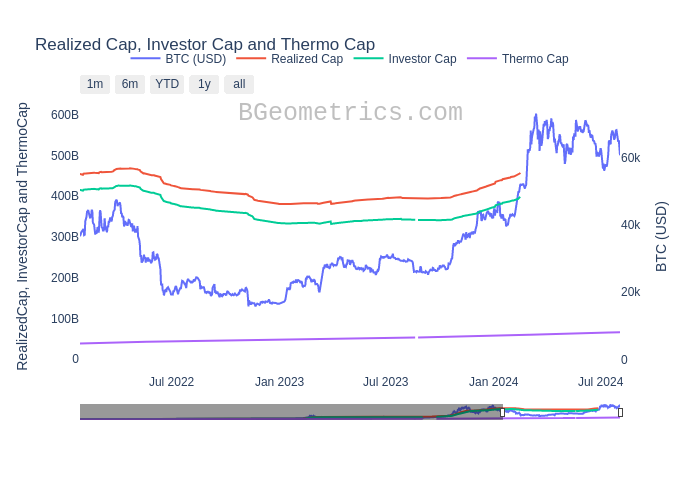 Realized Cap, Investor Cap and Thermo Cap
BTC (USD) Realized Cap Investor Cap Thermo Cap
1m 6m YTD 1y all
BGeometrics.com
RealizedCap, InvestorCap and ThermoCap
600B
500B
400B
300B
200B
100B
0
60k
40k
20k
0
BTC (USD)
Jul 2022 Jan 2023 Jul 2023 Jan 2024 Jul 2024